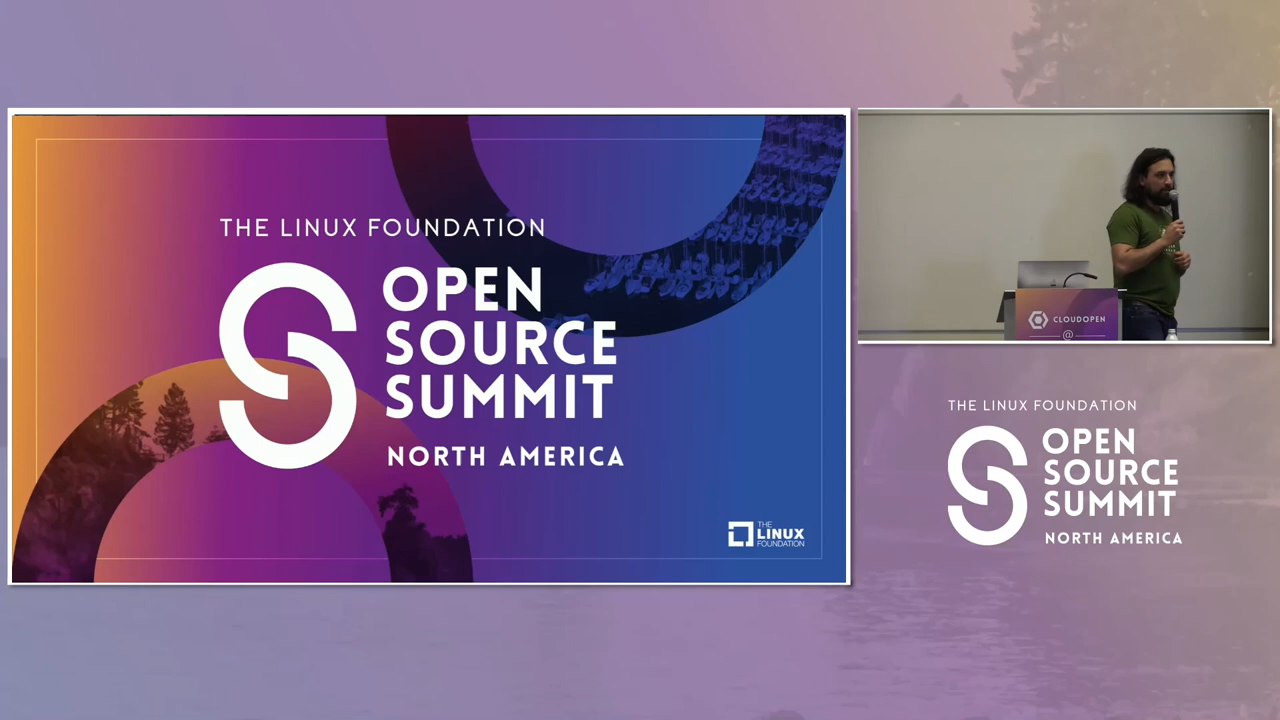 THE LINUX FOUNDATION
OPEN
SOURCE
SUMMIT
NORTH AMERICA
THE
LINUX
FOUNDATION
CLOUDOPEN
@
THE LINUX FOUNDATION
OPEN
SOURCE
SUMMIT
NORTH AMERICA